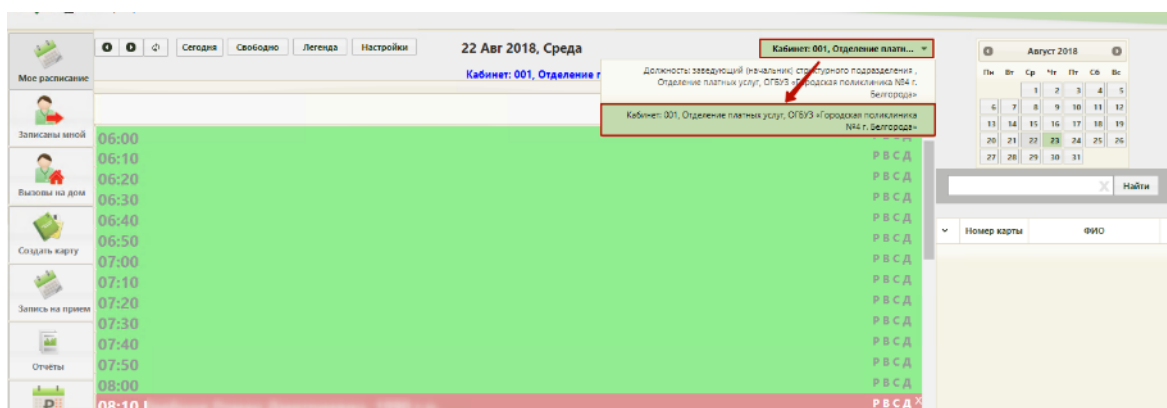 Сегодня Свободно Легенда Настройки
22 Авг 2018, Среда
Кабинет: 001, Отделение платн...
Кабинет: 001, Отделение
Должность: заведующий (начальник) структурного подразделения ,
Отделение платных услуг, ОГБУЗ «Городская поликлиника №4 г.
Белгорода»
Кабинет: 001, Отделение платных услуг, ОГБУЗ «Городская поликлиника
№4 г. Белгорода»
Мое расписание
Записаны мной
Вызовы на дом
Создать карту
Запись на прием
Отчеты
06:00
06:10 Р В С Д
06:20 Р В С Д
06:30 Р В С Д
06:40 Р В С Д
06:50 Р В С Д
07:00 Р В С Д
07:10 Р В С Д
07:20 Р В С Д
07:30 Р В С Д
07:40 Р В С Д
07:50 Р В С Д
08:00 Р В С Д
08:10 Р В С Д X
Август 2018
Пн Вт Ср Чт Пт Сб Вс
1 2 3 4 5
6 7 8 9 10 11 12
13 14 15 16 17 18 19
20 21 22 23 24 25 26
27 28 29 30 31
X Найти
Номер карты ФИО